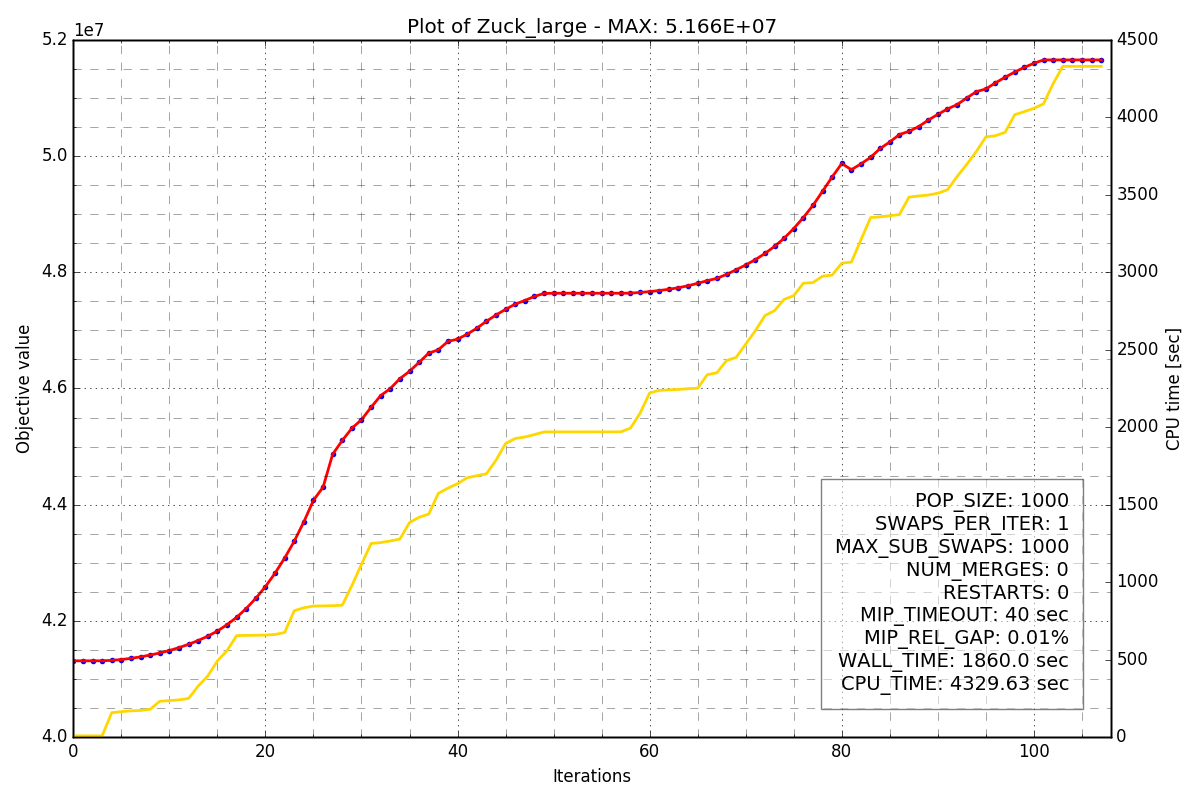 Plot of Zuck_large - MAX: 5.166E+07
1e7
5.2
5.0
4.8
4.6
4.4
4.2
4.0
Objective value
4500
4000
3500
3000
2500
2000
1500
1000
500
0
CPU time [sec]
POP_SIZE: 1000
SWAPS_PER_ITER: 1
MAX_SUB_SWAPS: 1000
NUM_MERGES: 0
RESTARTS: 0
MIP_TIMEOUT: 40 sec
MIP_REL_GAP: 0.01%
WALL_TIME: 1860.0 sec
CPU_TIME: 4329.63 sec
0 20 40 60 80 100
Iterations